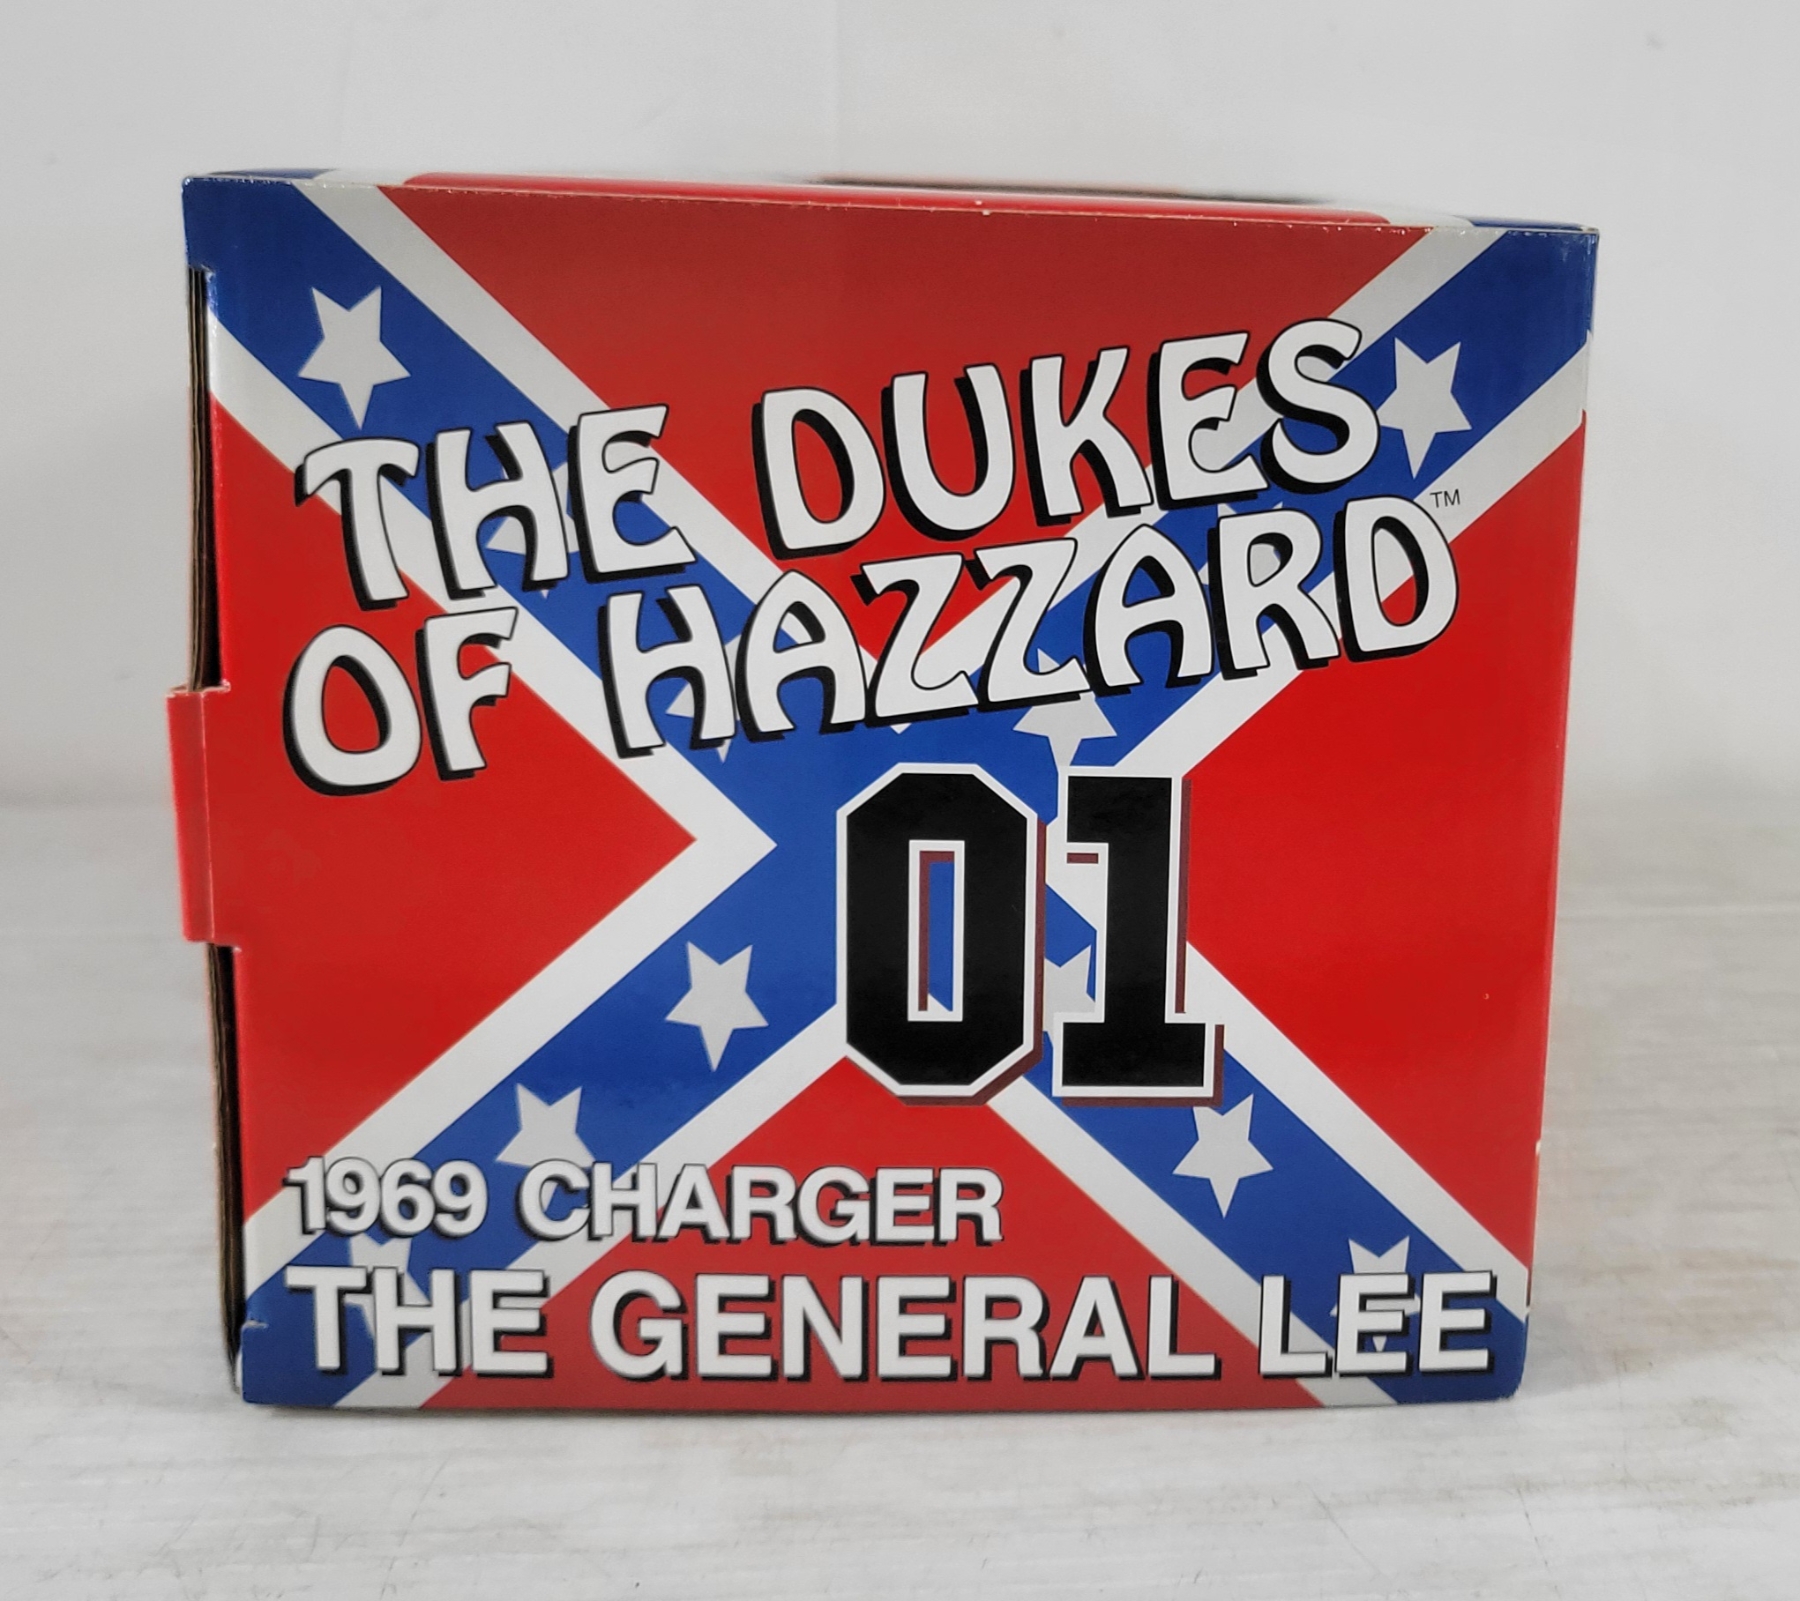 THE DUKES
OF HAZZARD™
01
1969 CHARGER
THE GENERAL LEE